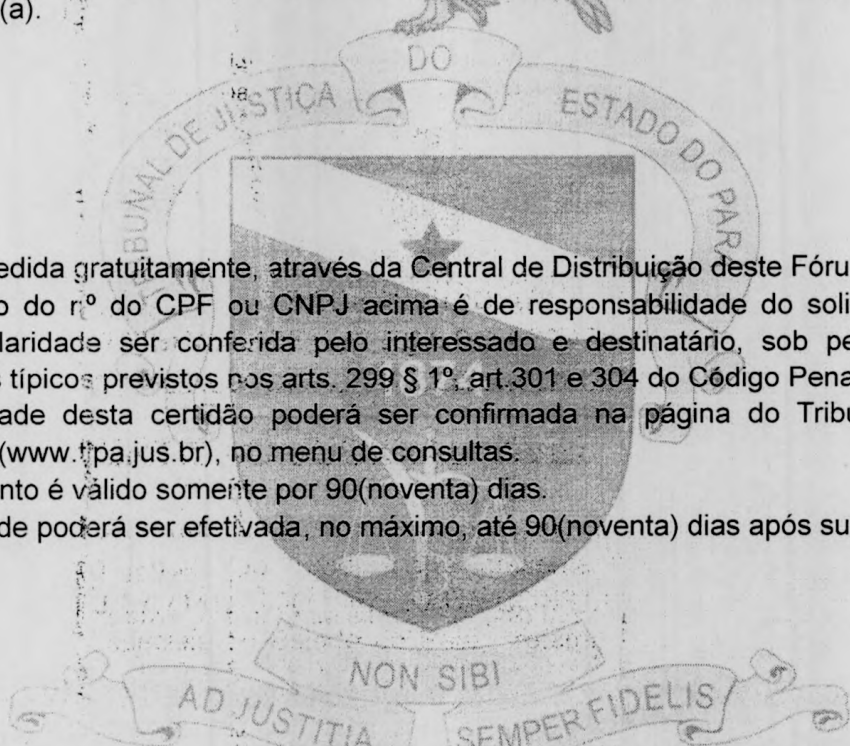 (a).
DO
TRIBUNAL DE JUSTIÇA
ESTADO DO PARÁ
edida gratuitamente, através da Central de Distribuição deste Fóru
o do nº do CPF ou CNPJ acima é de responsabilidade do soli
laridade ser conferida pelo interessado e destinatário, sob pe
s típicos previstos nos arts. 299 § 1º, art.301 e 304 do Código Pena
ade desta certidão poderá ser confirmada na página do Tribu
(www.tjpa.jus.br), no menu de consultas.
nto é válido somente por 90(noventa) dias.
de poderá ser efetivada, no máximo, até 90(noventa) dias após su
NON SIBI
AD JUSTITIA
SEMPER FIDELIS